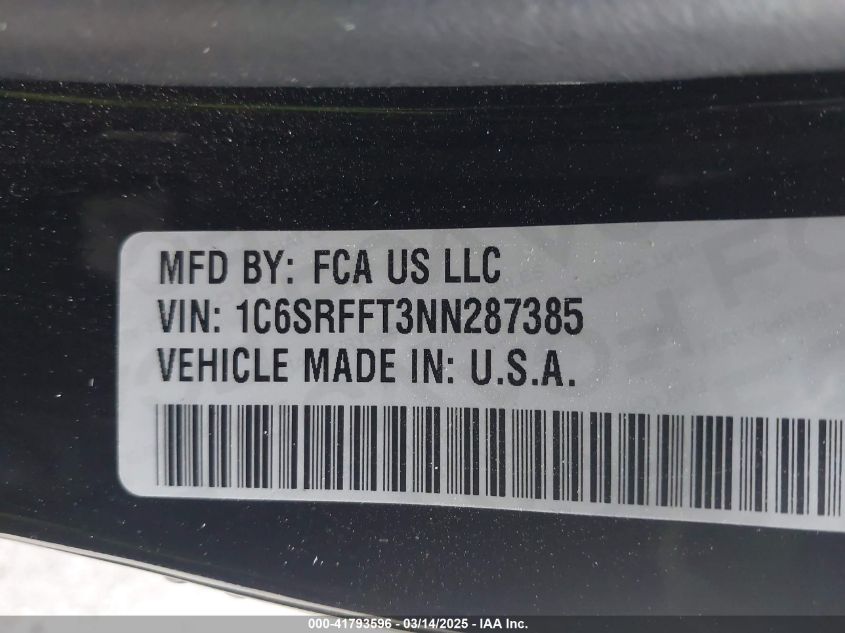 MFD BY: FCA US LLC
VIN: 1C6SRFFT3NN287385
VEHICLE MADE IN: U.S.A.
000-41793596 - 03/14/2025 - IAA Inc.